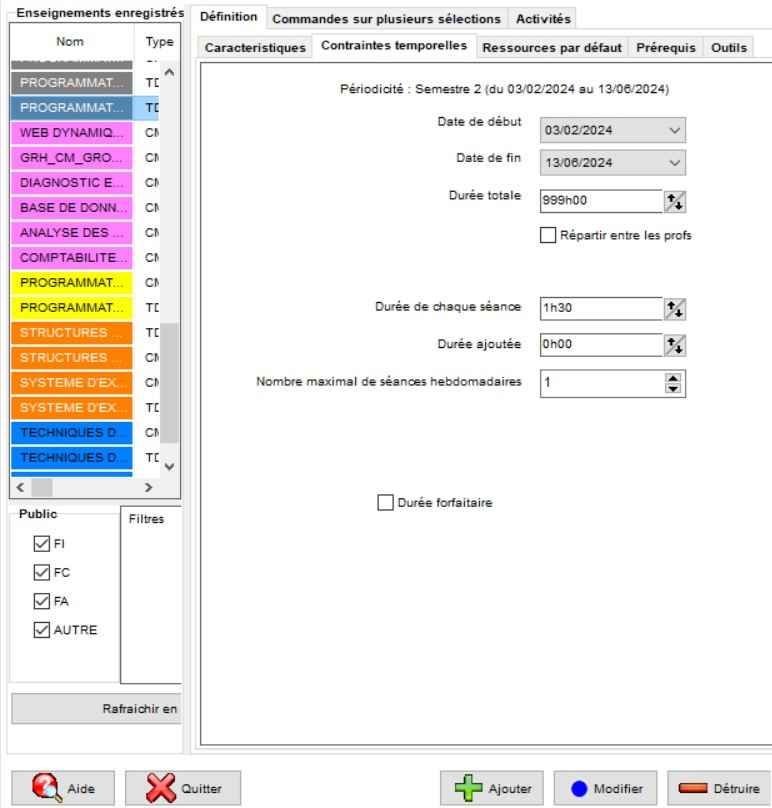 Enseignements enregistrés
Nom Type
PROGRAMMAT... TD
PROGRAMMAT... TD
WEB DYNAMIQ... CM
GRH_CM_GRO... CM
DIAGNOSTIC E... CM
BASE DE DONN... CM
ANALYSE DES ... CM
COMPTABILITE... CM
PROGRAMMAT... CM
PROGRAMMAT... TD
STRUCTURES ... TD
STRUCTURES ... CM
SYSTEME D'EX... CM
SYSTEME D'EX... TD
TECHNIQUES D... CM
TECHNIQUES D... TD
Public
FI
FC
FA
AUTRE
Filtres
Rafraichir en
Définition Commandes sur plusieurs sélections Activités
Caracteristiques Contraintes temporelles Ressources par défaut Prérequis Outils
Périodicité : Semestre 2 (du 03/02/2024 au 13/06/2024)
Date de début 03/02/2024
Date de fin 13/06/2024
Durée totale 999h00
Répartir entre les profs
Durée de chaque séance 1h30
Durée ajoutée 0h00
Nombre maximal de séances hebdomadaires 1
Durée forfaitaire
Aide Quitter Ajouter Modifier Détruire